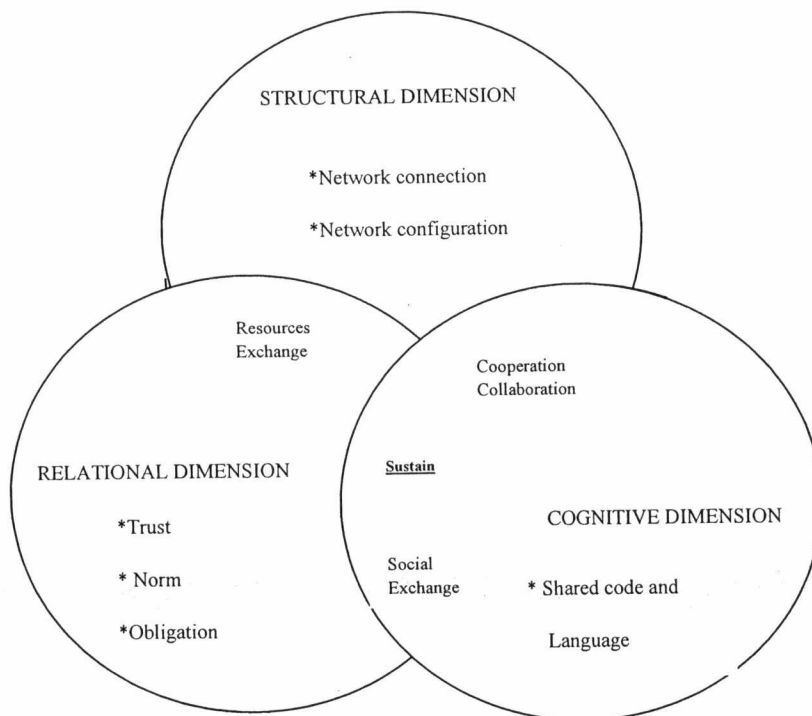 STRUCTURAL DIMENSION
*Network connection
*Network configuration
Resources
Exchange
Cooperation
Collaboration
RELATIONAL DIMENSION
Sustain
*Trust
* Norm
*Obligation
COGNITIVE DIMENSION
Social
Exchange
* Shared code and
Language